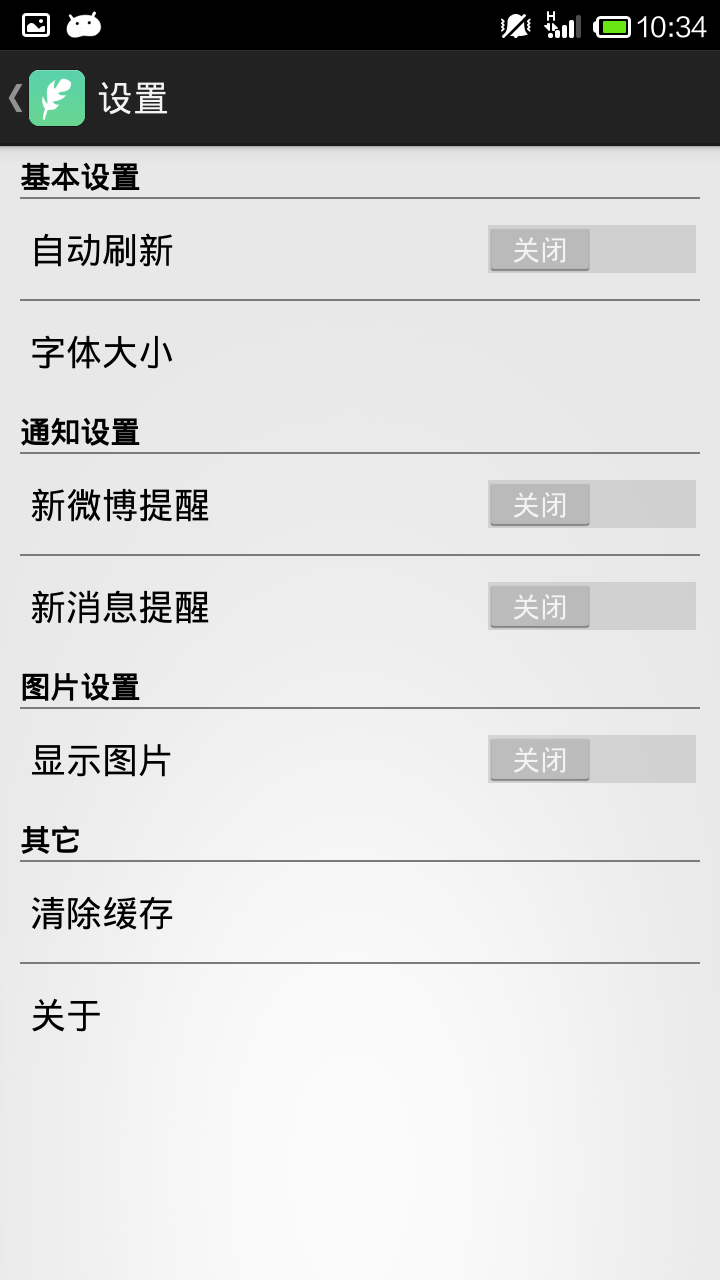 H
10:34
设置
基本设置
自动刷新 关闭
字体大小
通知设置
新微博提醒 关闭
新消息提醒 关闭
图片设置
显示图片 关闭
其它
清除缓存
关于